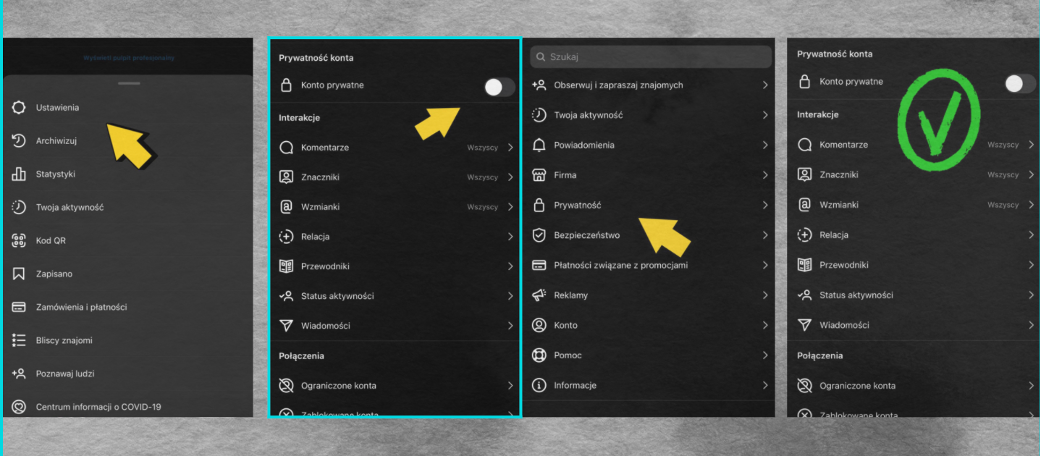 Wyświetl pulpit profesjonalny
Ustawienia
Archiwizuj
Statystyki
Twoja aktywność
Kod QR
Zapisano
Zamówienia i płatności
Bliscy znajomi
Poznawaj ludzi
Centrum informacji o COVID-19
Prywatność konta
Konto prywatne
Interakcje
Komentarze Wszyscy
Znaczniki Wszyscy
Wzmianki Wszyscy
Relacja
Przewodniki
Status aktywności
Wiadomości
Połączenia
Ograniczone konta
Zablokowane konta
Szukaj
Obserwuj i zapraszaj znajomych
Twoja aktywność
Powiadomienia
Firma
Prywatność
Bezpieczeństwo
Płatności związane z promocjami
Reklamy
Konto
Pomoc
Informacje
Prywatność konta
Konto prywatne
Interakcje
Komentarze Wszyscy
Znaczniki Wszyscy
Wzmianki Wszyscy
Relacja
Przewodniki
Status aktywności
Wiadomości
Połączenia
Ograniczone konta
Zablokowane konta